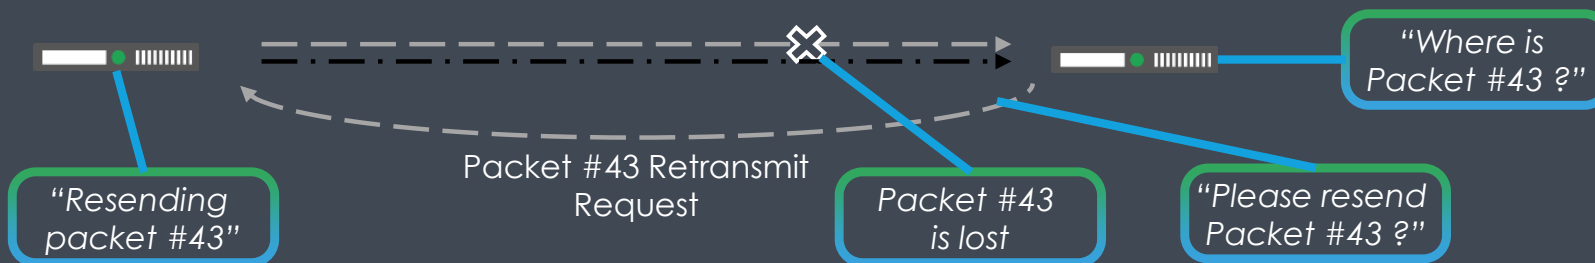 “Where is
Packet #43 ?”
Packet #43 Retransmit
Request
“Resending
packet #43”
Packet #43
is lost
“Please resend
Packet #43 ?”